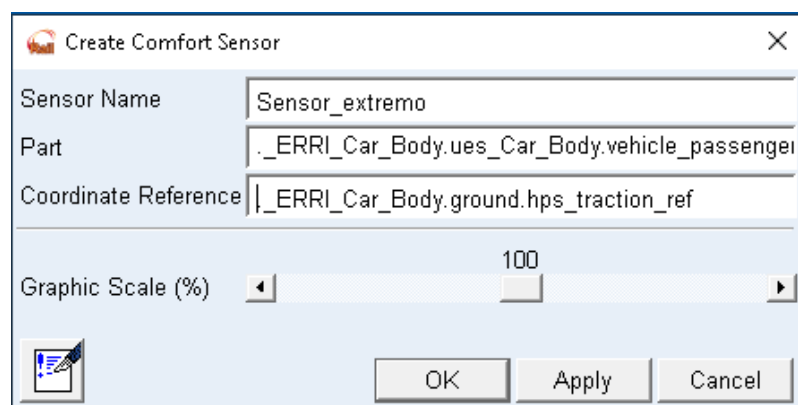 Create Comfort Sensor
Sensor Name Sensor_extremo
Part ._ERRI_Car_Body.ues_Car_Body.vehicle_passenger
Coordinate Reference ._ERRI_Car_Body.ground.hps_traction_ref
100
Graphic Scale (%)
OK Apply Cancel